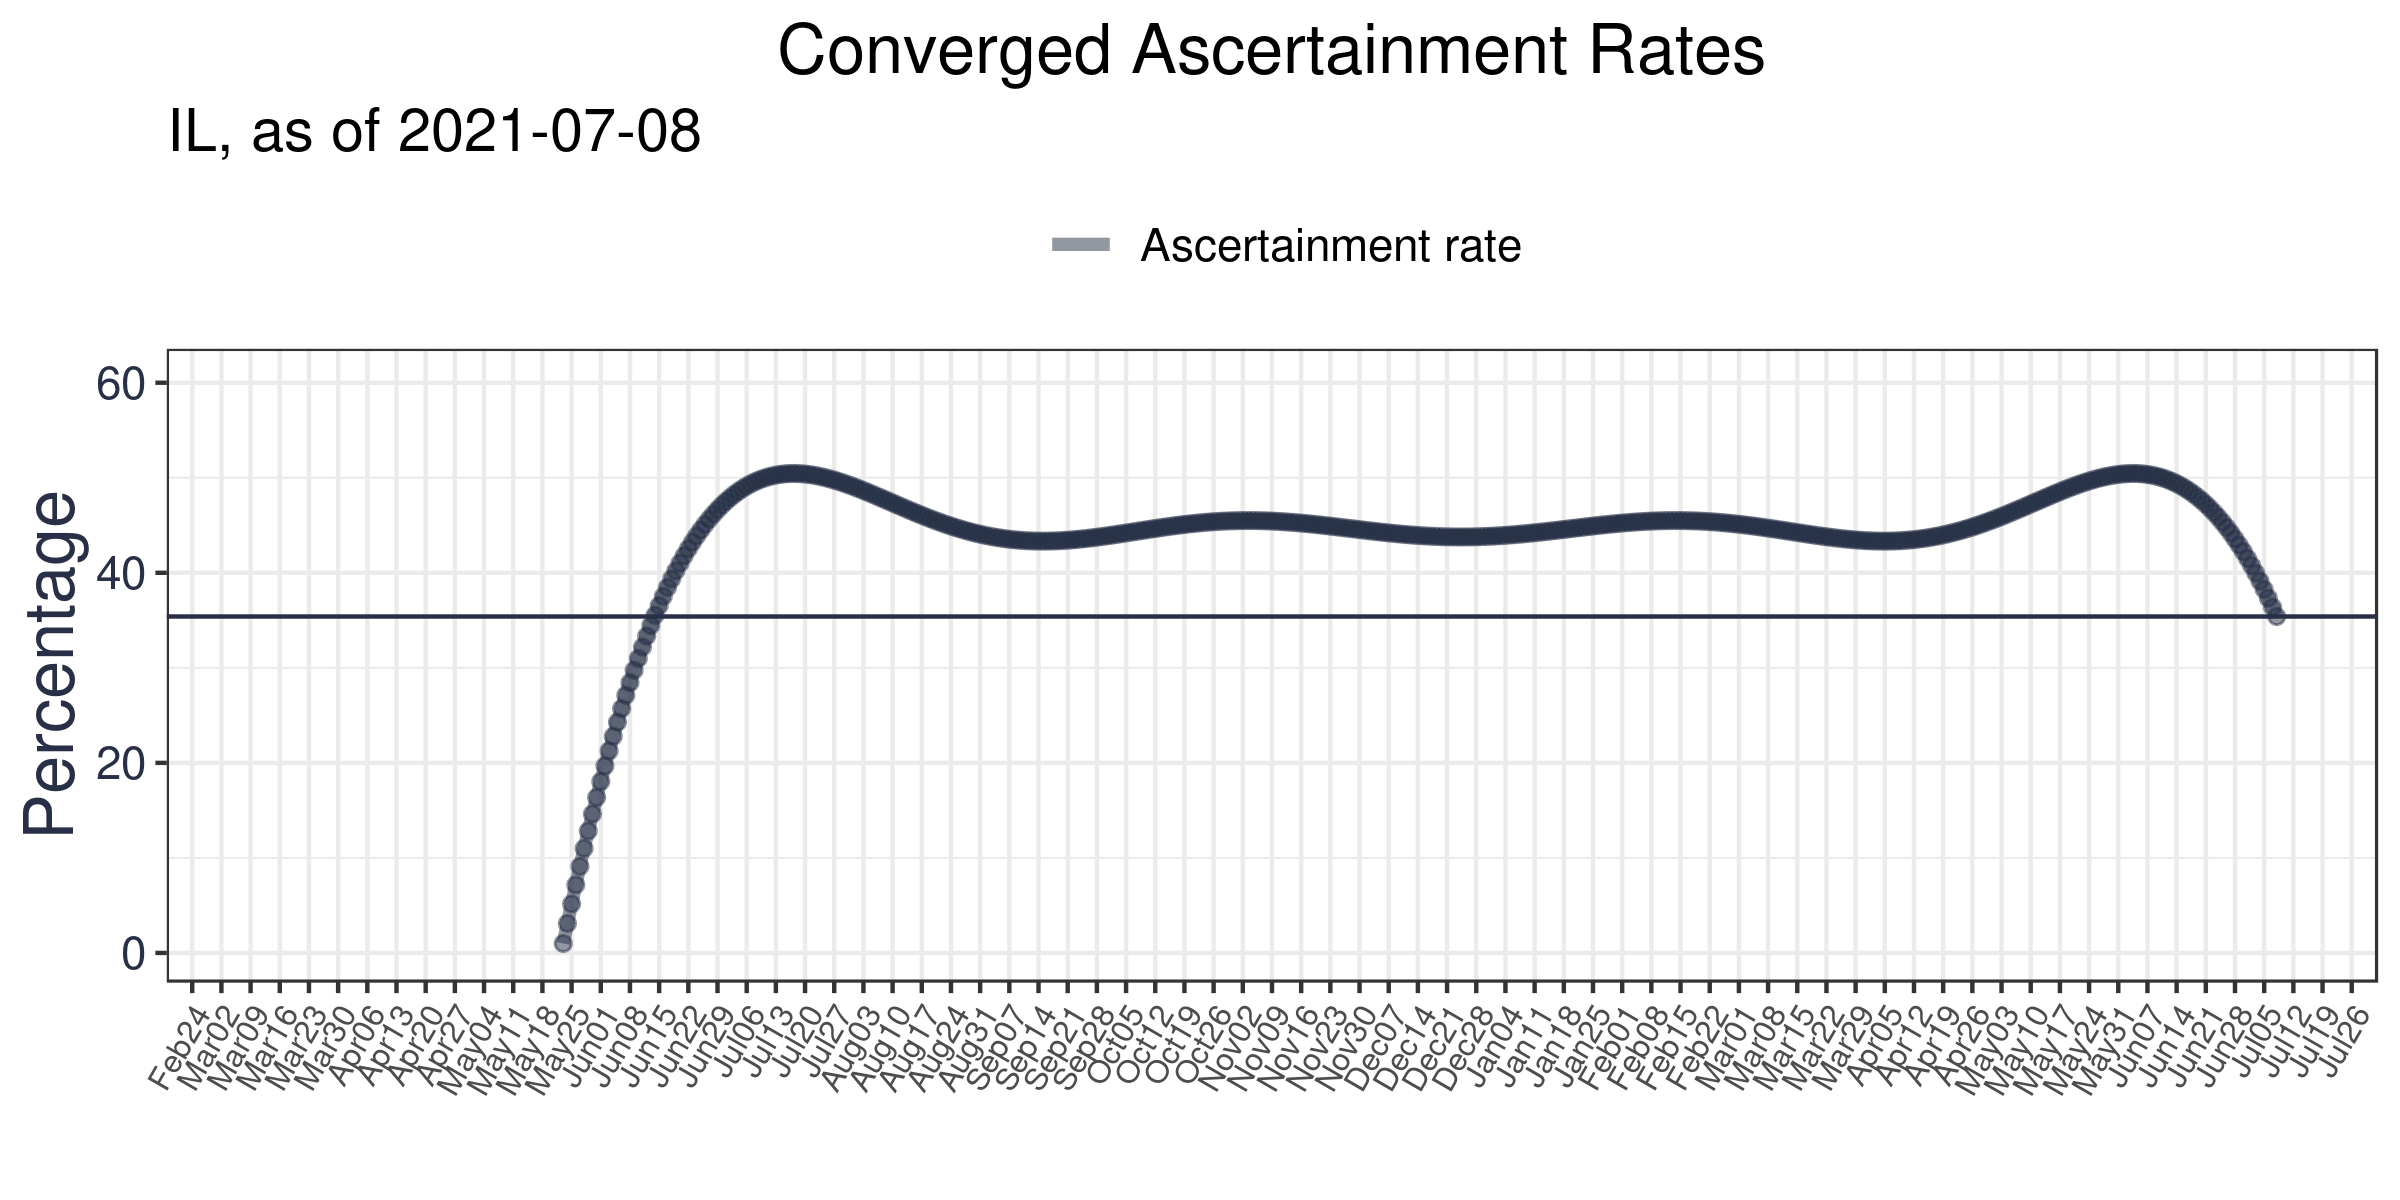 Converged Ascertainment Rates
IL, as of 2021-07-08
Ascertainment rate
Percentage
60
40
20
0
Feb24
Mar02
Mar09
Mar16
Mar23
Mar30
Apr06
Apr13
Apr20
Apr27
May04
May11
May18
May25
Jun01
Jun08
Jun15
Jun22
Jun29
Jul06
Jul13
Jul20
Jul27
Aug03
Aug10
Aug17
Aug24
Aug31
Sep07
Sep14
Sep21
Sep28
Oct05
Oct12
Oct19
Oct26
Nov02
Nov09
Nov16
Nov23
Nov30
Dec07
Dec14
Dec21
Dec28
Jan04
Jan11
Jan18
Jan25
Feb01
Feb08
Feb15
Feb22
Mar01
Mar08
Mar15
Mar22
Mar29
Apr05
Apr12
Apr19
Apr26
May03
May10
May17
May24
May31
Jun07
Jun14
Jun21
Jun28
Jul05
Jul12
Jul19
Jul26